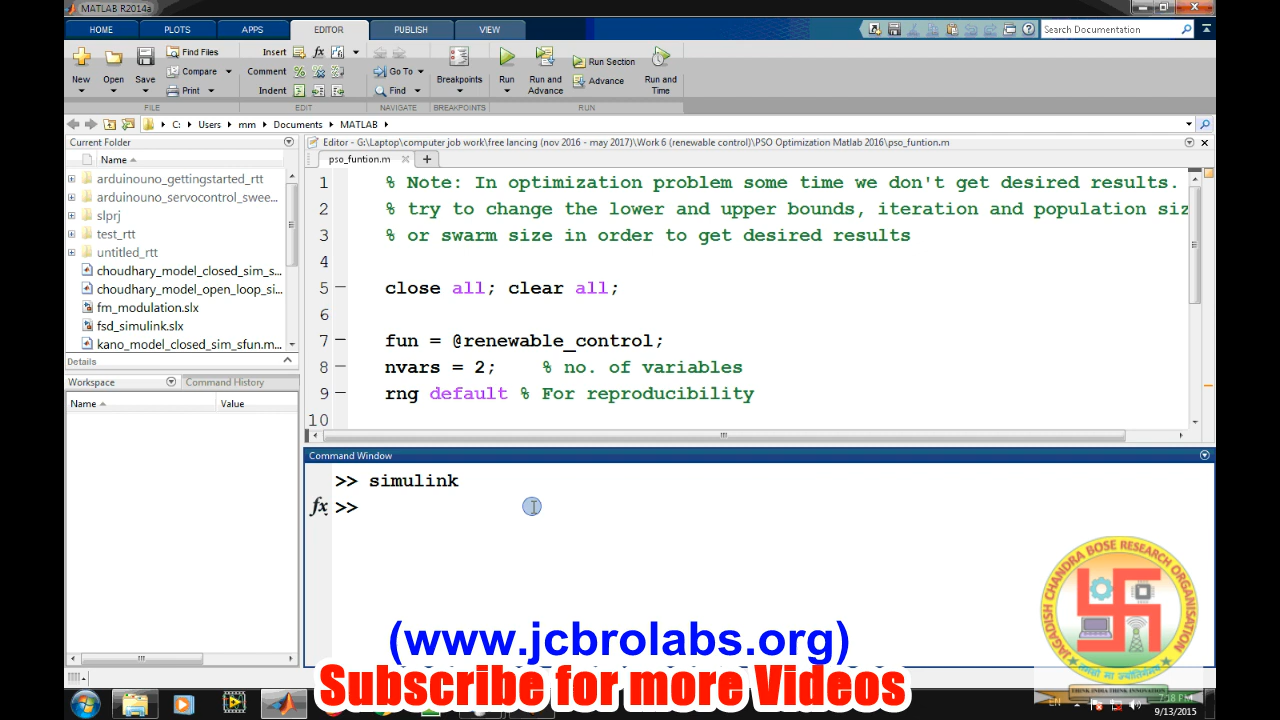 MATLAB R2014a
HOME PLOTS APPS EDITOR PUBLISH VIEW Search Documentation
New Open Save Find Files Compare Print Insert Comment Indent Go To Find Breakpoints Run Run and Advance Run Section Advance Run and Time
FILE EDIT NAVIGATE BREAKPOINTS RUN
C: Users mm Documents MATLAB
Current Folder
Name
arduinouno_gettingstarted_rtt
arduinouno_servocontrol_swee...
slprj
test_rtt
untitled_rtt
choudhary_model_closed_sim_s...
choudhary_model_open_loop_si...
fm_modulation.slx
fsd_simulink.slx
kano_model_closed_sim_sfun.m
Details
Workspace Command History
Name Value
Editor - G:\Laptop\computer job work\free lancing (nov 2016 - may 2017)\Work 6 (renewable control)\PSO Optimization Matlab 2016\pso_funtion.m
pso_funtion.m
1 % Note: In optimization problem some time we don't get desired results.
2 % try to change the lower and upper bounds, iteration and population siz
3 % or swarm size in order to get desired results
4
5 close all; clear all;
6
7 fun = @renewable_control;
8 nvars = 2; % no. of variables
9 rng default % For reproducibility
10
Command Window
>> simulink
fx >>
JAGADISH CHANDRA BOSE RESEARCH ORGANISATION
THINK INDIA THINK INNOVATION
(www.jcbrolabs.org)
Subscribe for more Videos
EN 7:18 PM
9/13/2015